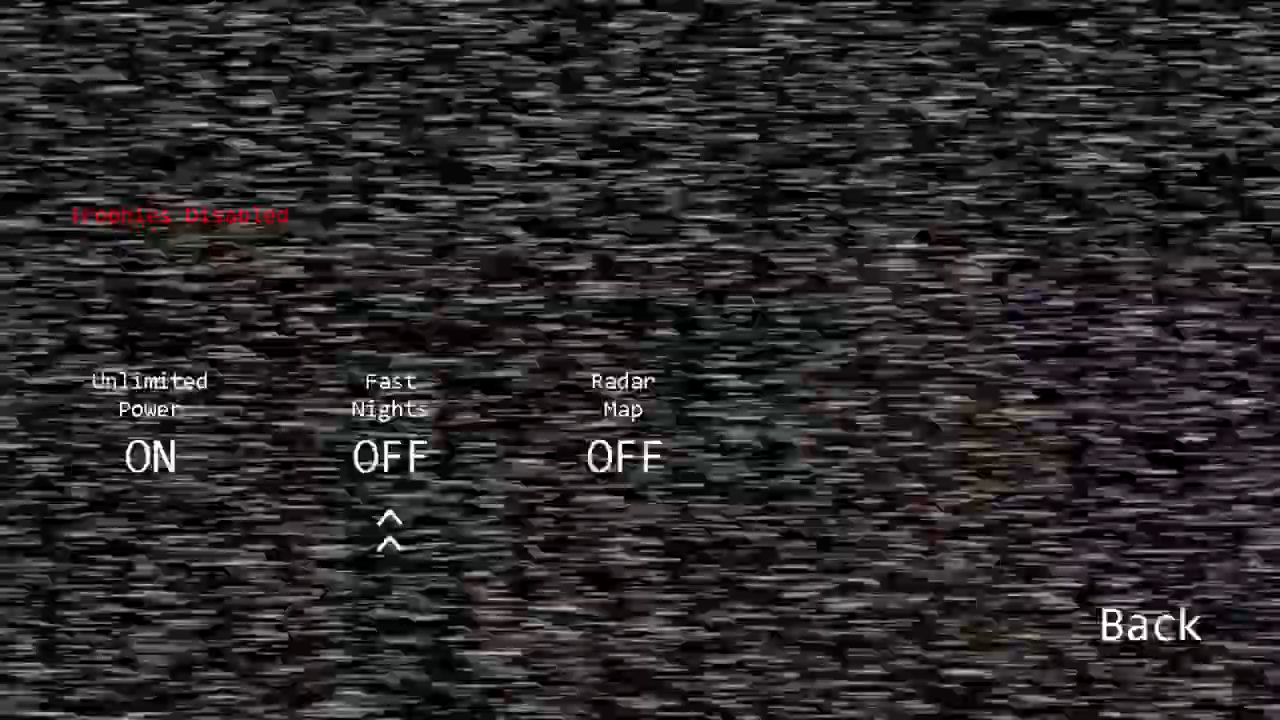 Trophies Disabled
Unlimited
Power
ON
Fast
Nights
OFF
Radar
Map
OFF
^
^
Back